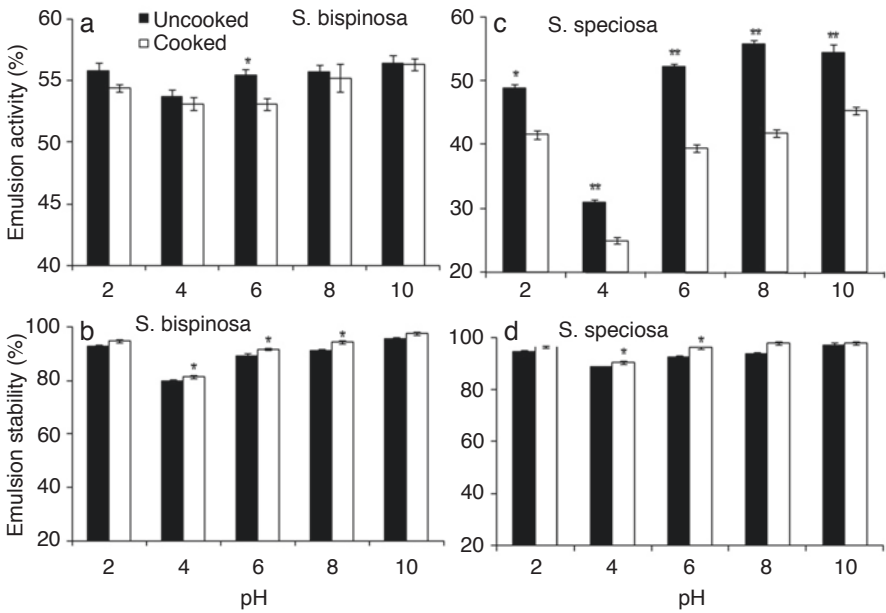 a
Uncooked
Cooked
S. bispinosa
Emulsion activity (%)
60
55
50
45
40
*
2 4 6 8 10
c
S. speciosa
60
50
40
30
20
* ** ** ** **
2 4 6 8 10
b
S. bispinosa
Emulsion stability (%)
100
80
60
40
20
* * *
2 4 6 8 10
pH
d
S. speciosa
100
80
60
40
20
* *
2 4 6 8 10
pH